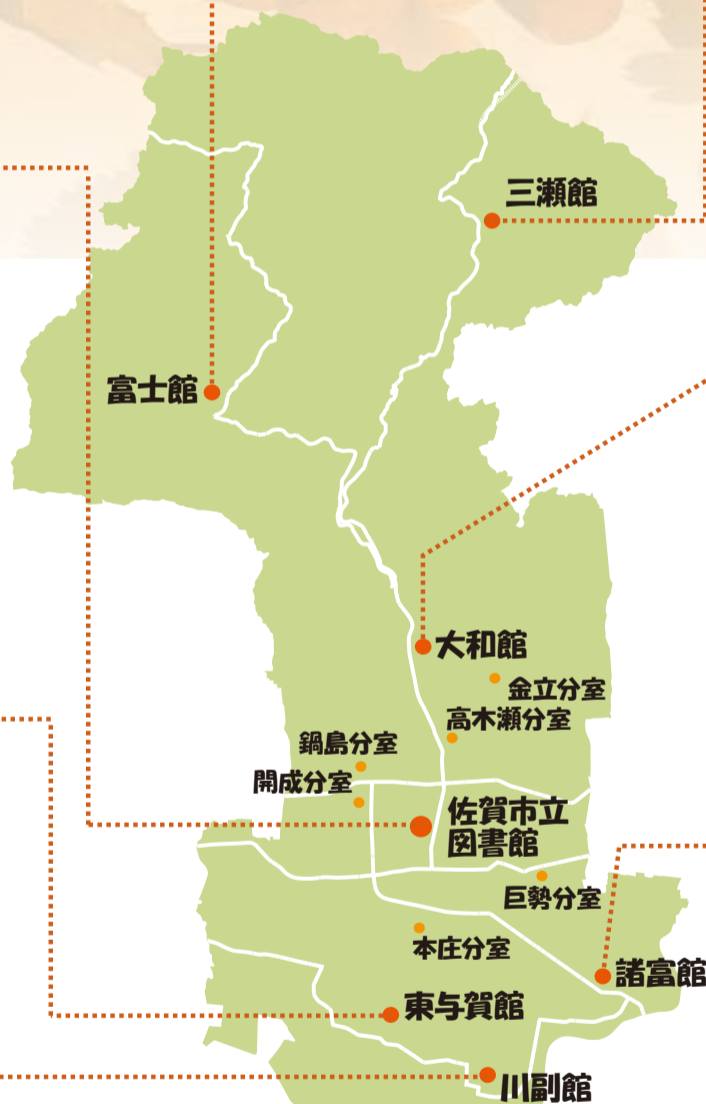 三瀬館
富士館
大和館
金立分室
高木瀬分室
鍋島分室
開成分室
佐賀市立
図書館
巨勢分室
本庄分室
諸富館
東与賀館
川副館